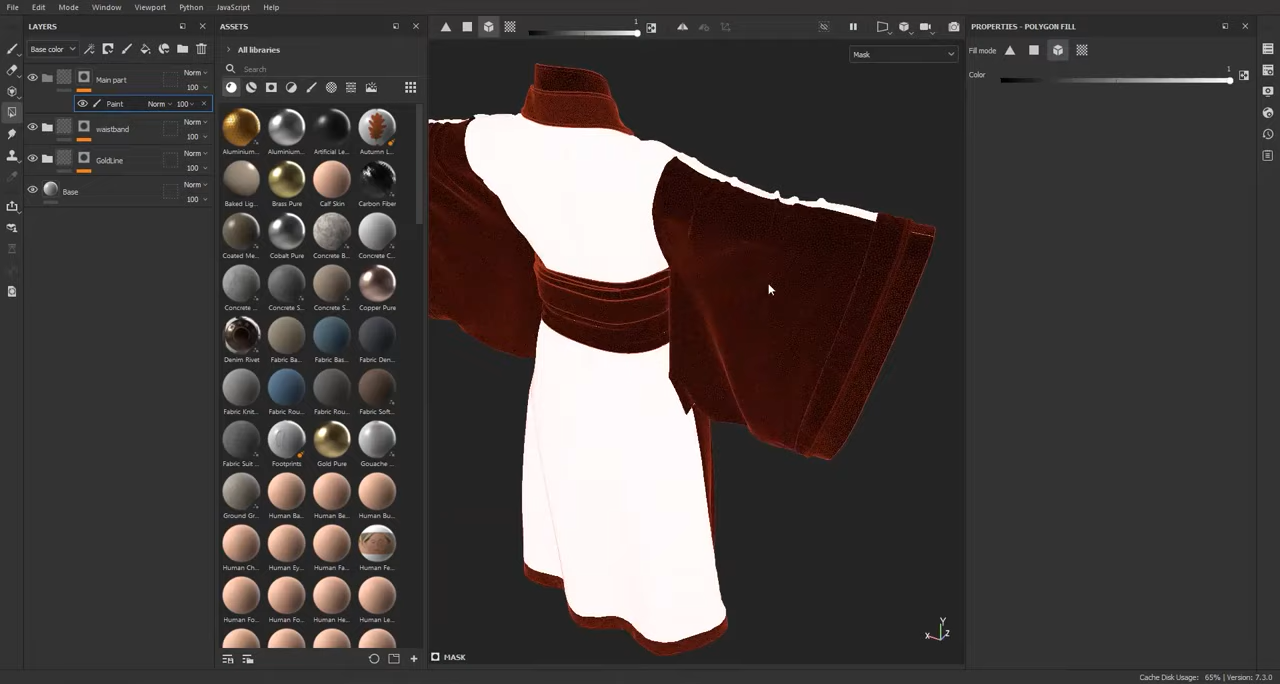 File Edit Mode Window Viewport Python JavaScript Help
LAYERS
ASSETS
PROPERTIES - POLYGON FILL
Base color
All libraries
Search
1
Mask
Fill mode
Color
1
Main part
Norm
100
Paint Norm 100
waistband
Norm
100
GoldLine
Norm
100
Base
Norm
100
Aluminium... Aluminium... Artificial Le... Autumn L...
Baked Lig... Brass Pure Calf Skin Carbon Fiber
Coated Me... Cobalt Pure Concrete B... Concrete C...
Concrete ... Concrete S... Concrete S... Copper Pure
Denim Rivet Fabric Ba... Fabric Bas... Fabric Den...
Fabric Knit... Fabric Rou... Fabric Rou... Fabric Soft...
Fabric Suit ... Footprints Gold Pure Gouache ...
Ground Gr... Human Ba... Human Be... Human Bu...
Human Ch... Human Ey... Human Fa... Human Fe...
Human Fo... Human Fo... Human He... Human Le...
Y
X
Z
MASK
Cache Disk Usage: 65% | Version: 7.3.0